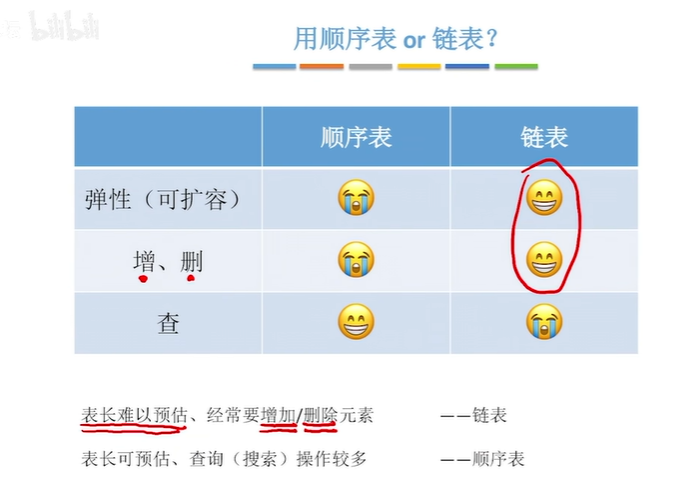 bilibili
用顺序表 or 链表？
顺序表 链表
弹性（可扩容） 😭 😁
增、删 😭 😁
查 😁 😭
表长难以预估、经常要增加/删除元素 ——链表
表长可预估、查询（搜索）操作较多 ——顺序表